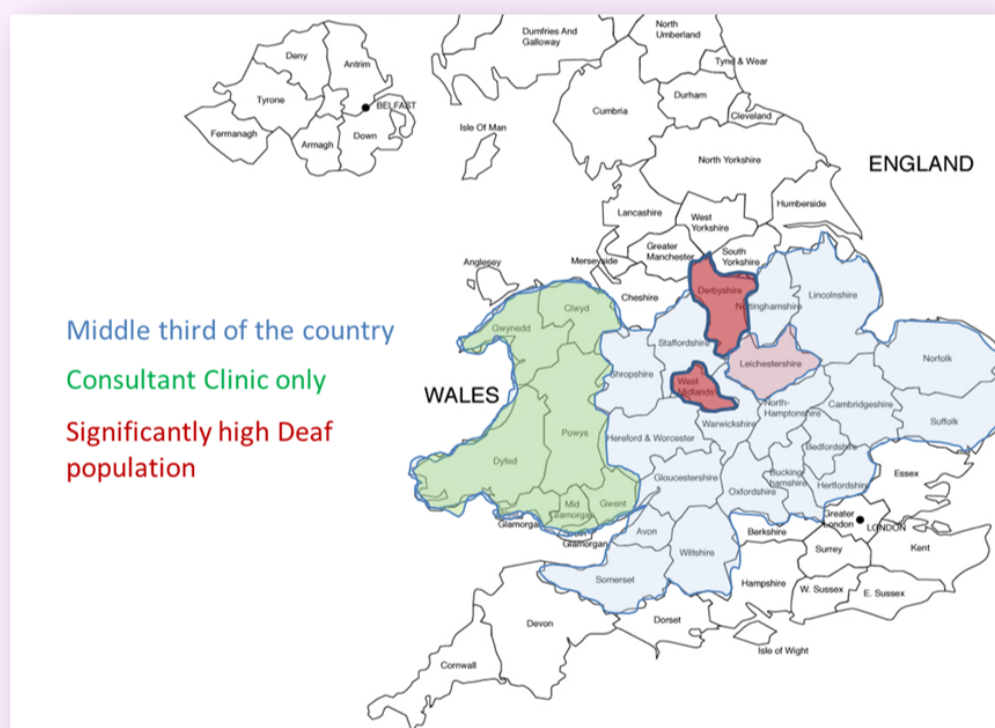 Dumfries And
Galloway
North
Umberland
Deny
Antrim
Tyne & Wear
Tyrone
BELFAST
Durham
Cumbria
Cleveland
Fermanagh
Down
Isle Of Man
Armagh
North Yorkshire
ENGLAND
Humberside
Lancashire
West
Yorkshire
Greater
Manchester
South
Yorkshire
Anglesey
Merseyside
Cheshire
Derbyshire
Nottinghamshire
Lincolnshire
Clwyd
Gwynedd
Middle third of the country
Staffordshire
Norfolk
Leichestershire
Consultant Clinic only
Shropshire
West
Midlands
WALES
North-
Hamptonshire
Cambridgeshire
Suffolk
Warwickshire
Significantly high Deaf
population
Powys
Hereford & Worcester
Bedfordshire
Dyfed
Essex
Gloucestershire
Bucking
hamshire
Hertfordshire
Oxfordshire
Mid
Glamorgan
Gwent
Glamorgan
Greater
London
LONDON
Avon
Berkshire
Glamorgan
Wiltshire
Surrey
Kent
Somerset
Hampshire
W. Sussex
E. Sussex
Devon
Dorset
Isle of Wight
Cornwall